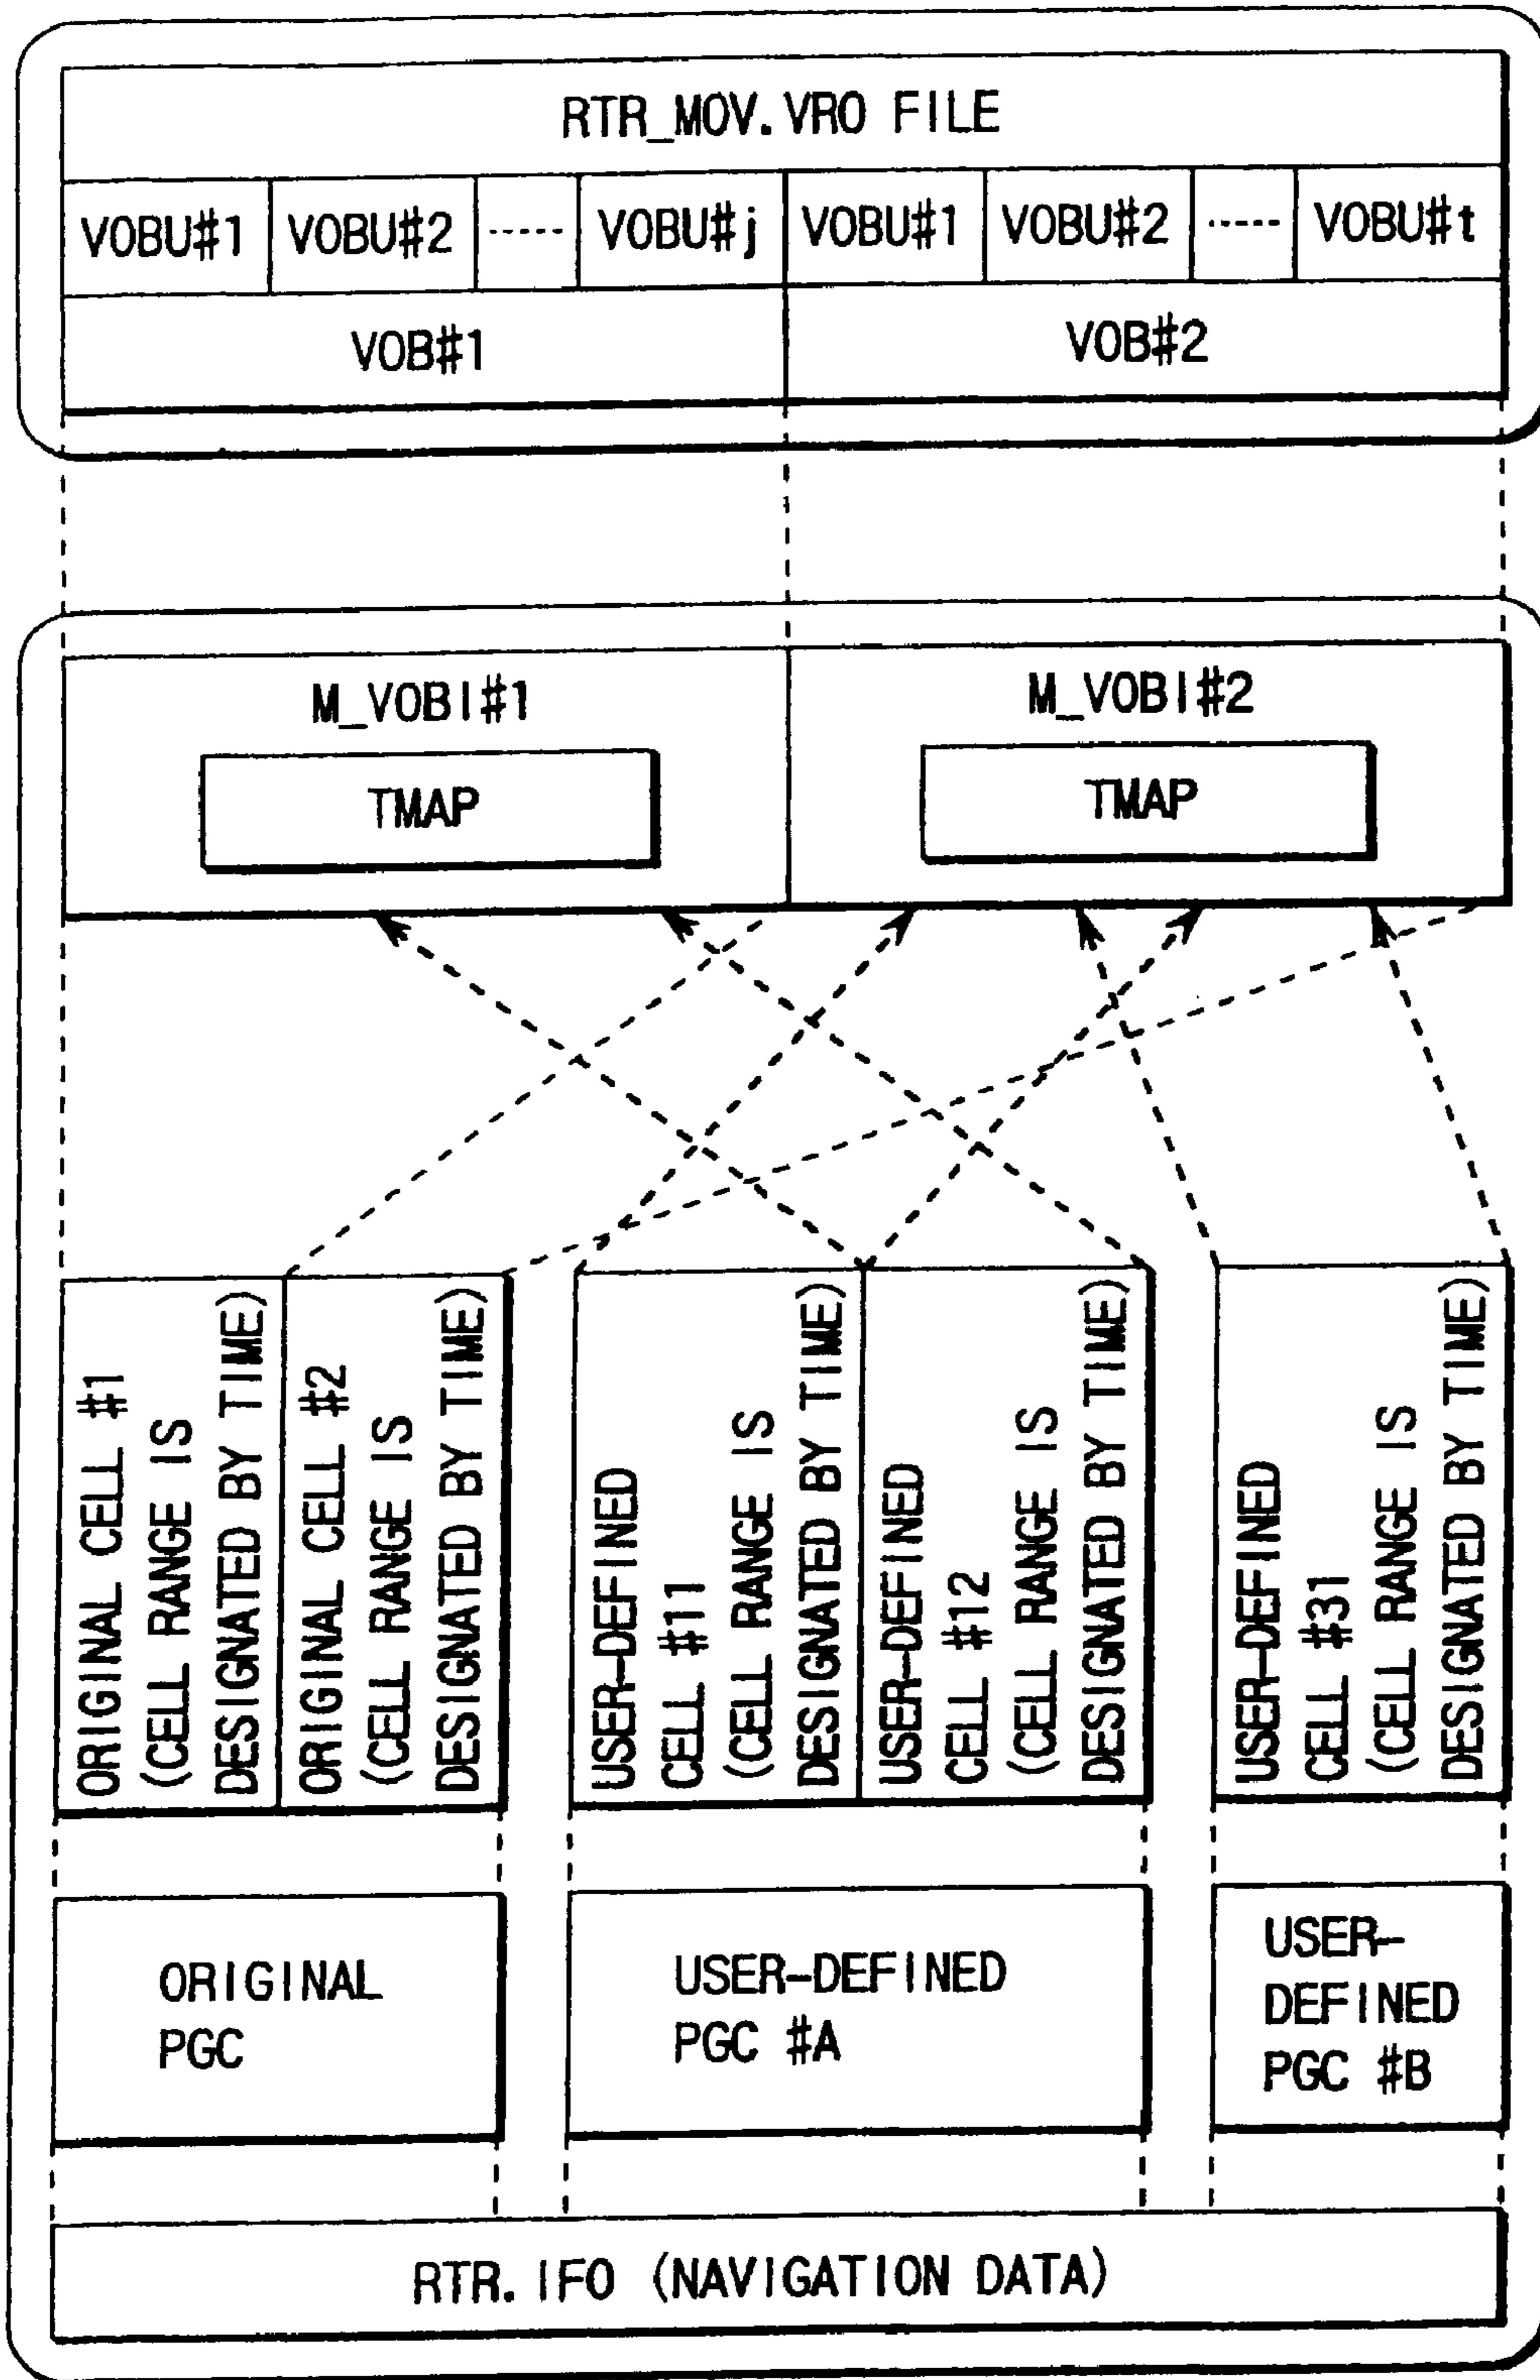 RTR_MOV.VRO FILE
VOBU#1 VOBU#2 ----- VOBU#j VOBU#1 VOBU#2 ----- VOBU#t
VOB#1 VOB#2
M_VOBI#1 M_VOBI#2
TMAP TMAP
ORIGINAL CELL #1
(CELL RANGE IS
DESIGNATED BY TIME)
ORIGINAL CELL #2
(CELL RANGE IS
DESIGNATED BY TIME)
USER-DEFINED
CELL #11
(CELL RANGE IS
DESIGNATED BY TIME)
USER-DEFINED
CELL #12
(CELL RANGE IS
DESIGNATED BY TIME)
USER-DEFINED
CELL #31
(CELL RANGE IS
DESIGNATED BY TIME)
ORIGINAL
PGC
USER-DEFINED
PGC #A
USER-
DEFINED
PGC #B
RTR.IFO (NAVIGATION DATA)